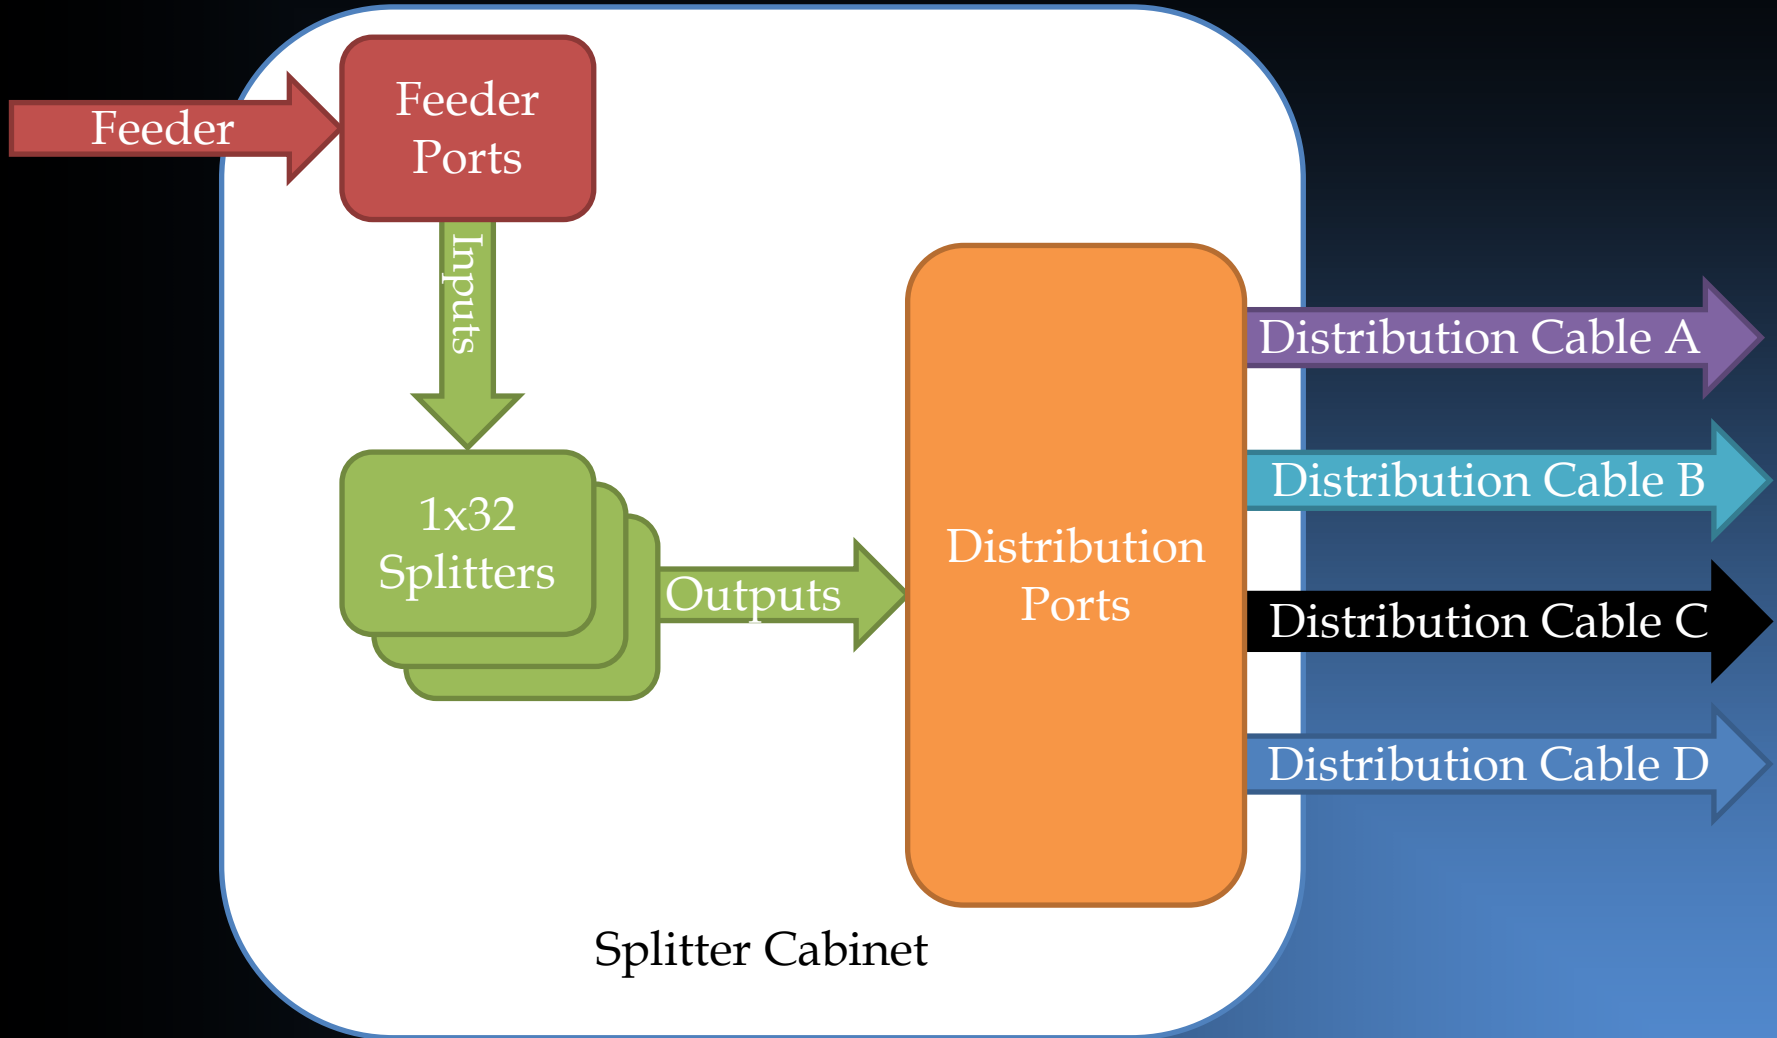 Feeder
Feeder
Ports
Inputs
1x32
Splitters
Outputs
Distribution
Ports
Distribution Cable A
Distribution Cable B
Distribution Cable C
Distribution Cable D
Splitter Cabinet